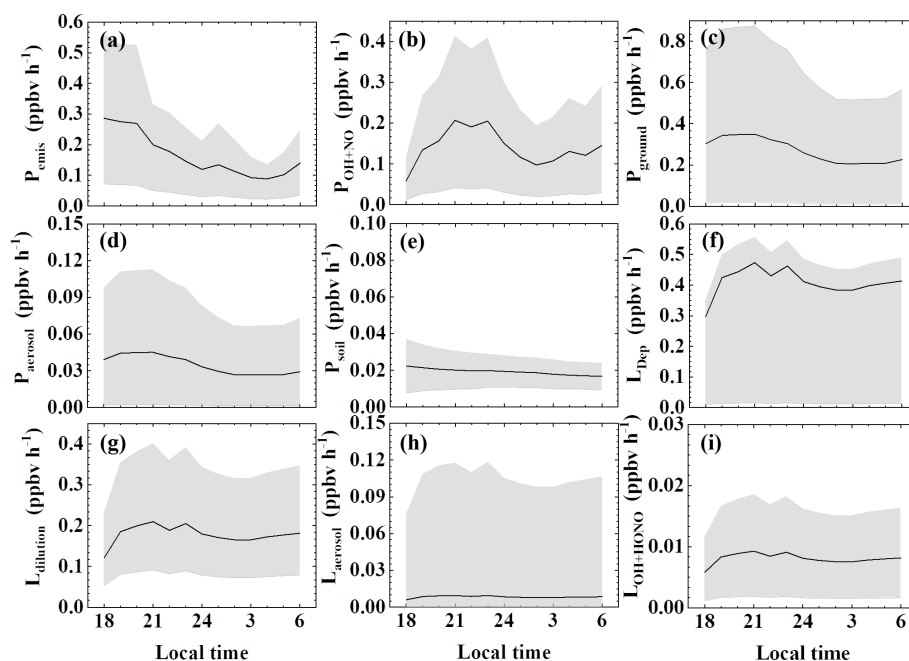 (a)
P_emis (ppbv h⁻¹)
0.6
0.5
0.4
0.3
0.2
0.1
0.0
(b)
P_OH+NO (ppbv h⁻¹)
0.4
0.3
0.2
0.1
0.0
(c)
P_ground (ppbv h⁻¹)
0.8
0.6
0.4
0.2
0.0
(d)
P_aerosol (ppbv h⁻¹)
0.15
0.12
0.09
0.06
0.03
0.00
(e)
P_soil (ppbv h⁻¹)
0.10
0.08
0.06
0.04
0.02
0.00
(f)
L_Dep (ppbv h⁻¹)
0.6
0.5
0.4
0.3
0.2
0.1
0.0
(g)
L_dilution (ppbv h⁻¹)
0.4
0.3
0.2
0.1
0.0
18 21 24 3 6
Local time
(h)
L_aerosol (ppbv h⁻¹)
0.15
0.12
0.09
0.06
0.03
0.00
18 21 24 3 6
Local time
(i)
L_OH+HONO (ppbv h⁻¹)
0.03
0.02
0.01
0.00
18 21 24 3 6
Local time